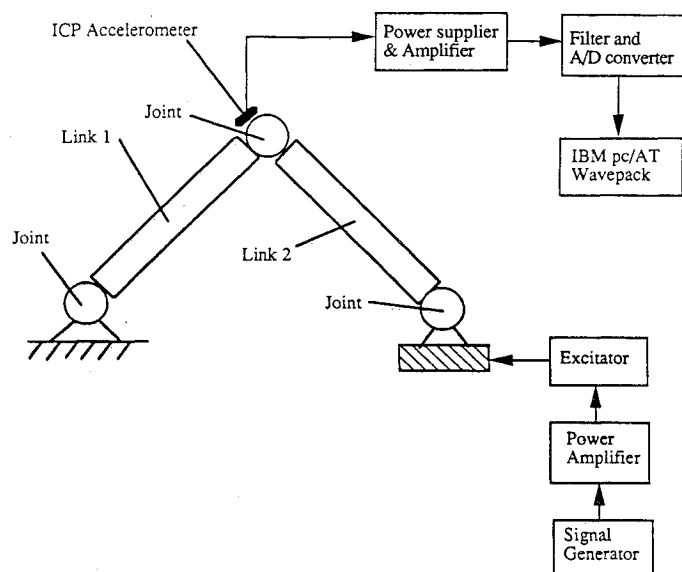 ICP Accelerometer
Power supplier
& Amplifier
Filter and
A/D converter
Joint
Link 1
IBM pc/AT
Wavepack
Joint
Link 2
Joint
Excitator
Power
Amplifier
Signal
Generator